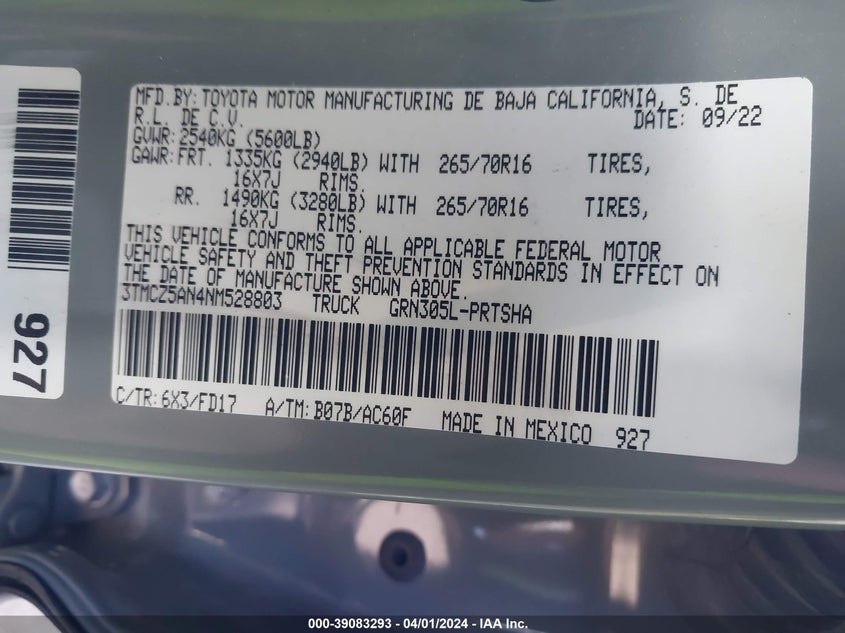 MFD.BY:TOYOTA MOTOR MANUFACTURING DE BAJA CALIFORNIA, S. DE
R.L. DE C.V. DATE: 09/22
GVWR:2540KG (5600LB)
GAWR:FRT. 1335KG (2940LB) WITH 265/70R16 TIRES,
16X7J RIMS.
RR. 1490KG (3280LB) WITH 265/70R16 TIRES,
16X7J RIMS.
THIS VEHICLE CONFORMS TO ALL APPLICABLE FEDERAL MOTOR
VEHICLE SAFETY AND THEFT PREVENTION STANDARDS IN EFFECT ON
THE DATE OF MANUFACTURE SHOWN ABOVE.
3TMCZ5AN4NM528803 TRUCK GRN305L-PRTSHA
C/TR:6X3/FD17 A/TM:B07B/AC60F MADE IN MEXICO 927
927
000-39083293 - 04/01/2024 - IAA Inc.